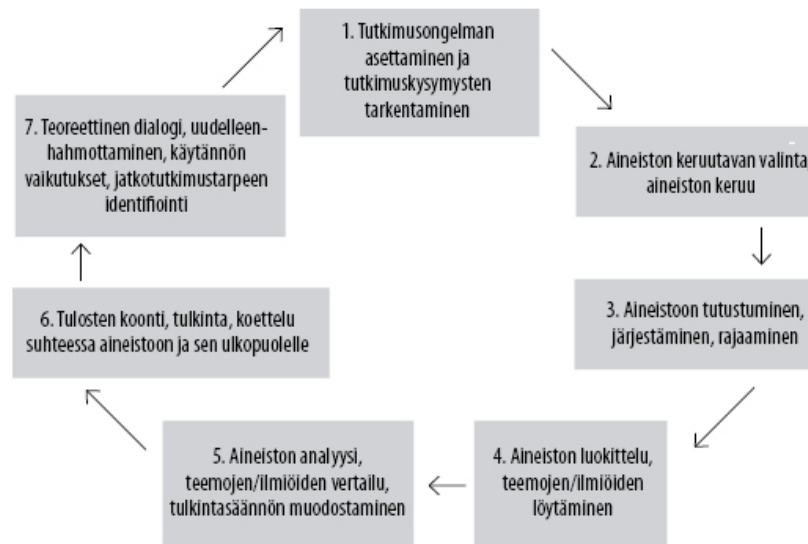 1. Tutkimusongelman
asettaminen ja
tutkimuskysymysten
tarkentaminen
2. Aineiston keruutavan valinta,
aineiston keruu
3. Aineistoon tutustuminen,
järjestäminen, rajaaminen
4. Aineiston luokittelu,
teemojen/ilmiöiden
löytäminen
5. Aineiston analyysi,
teemojen/ilmiöiden vertailu,
tulkintasäännön muodostaminen
6. Tulosten koonti, tulkinta, koettelu
suhteessa aineistoon ja sen ulkopuolelle
7. Teoreettinen dialogi, uudelleen-
hahmottaminen, käytännön
vaikutukset, jatkotutkimustarpeen
identifiointi